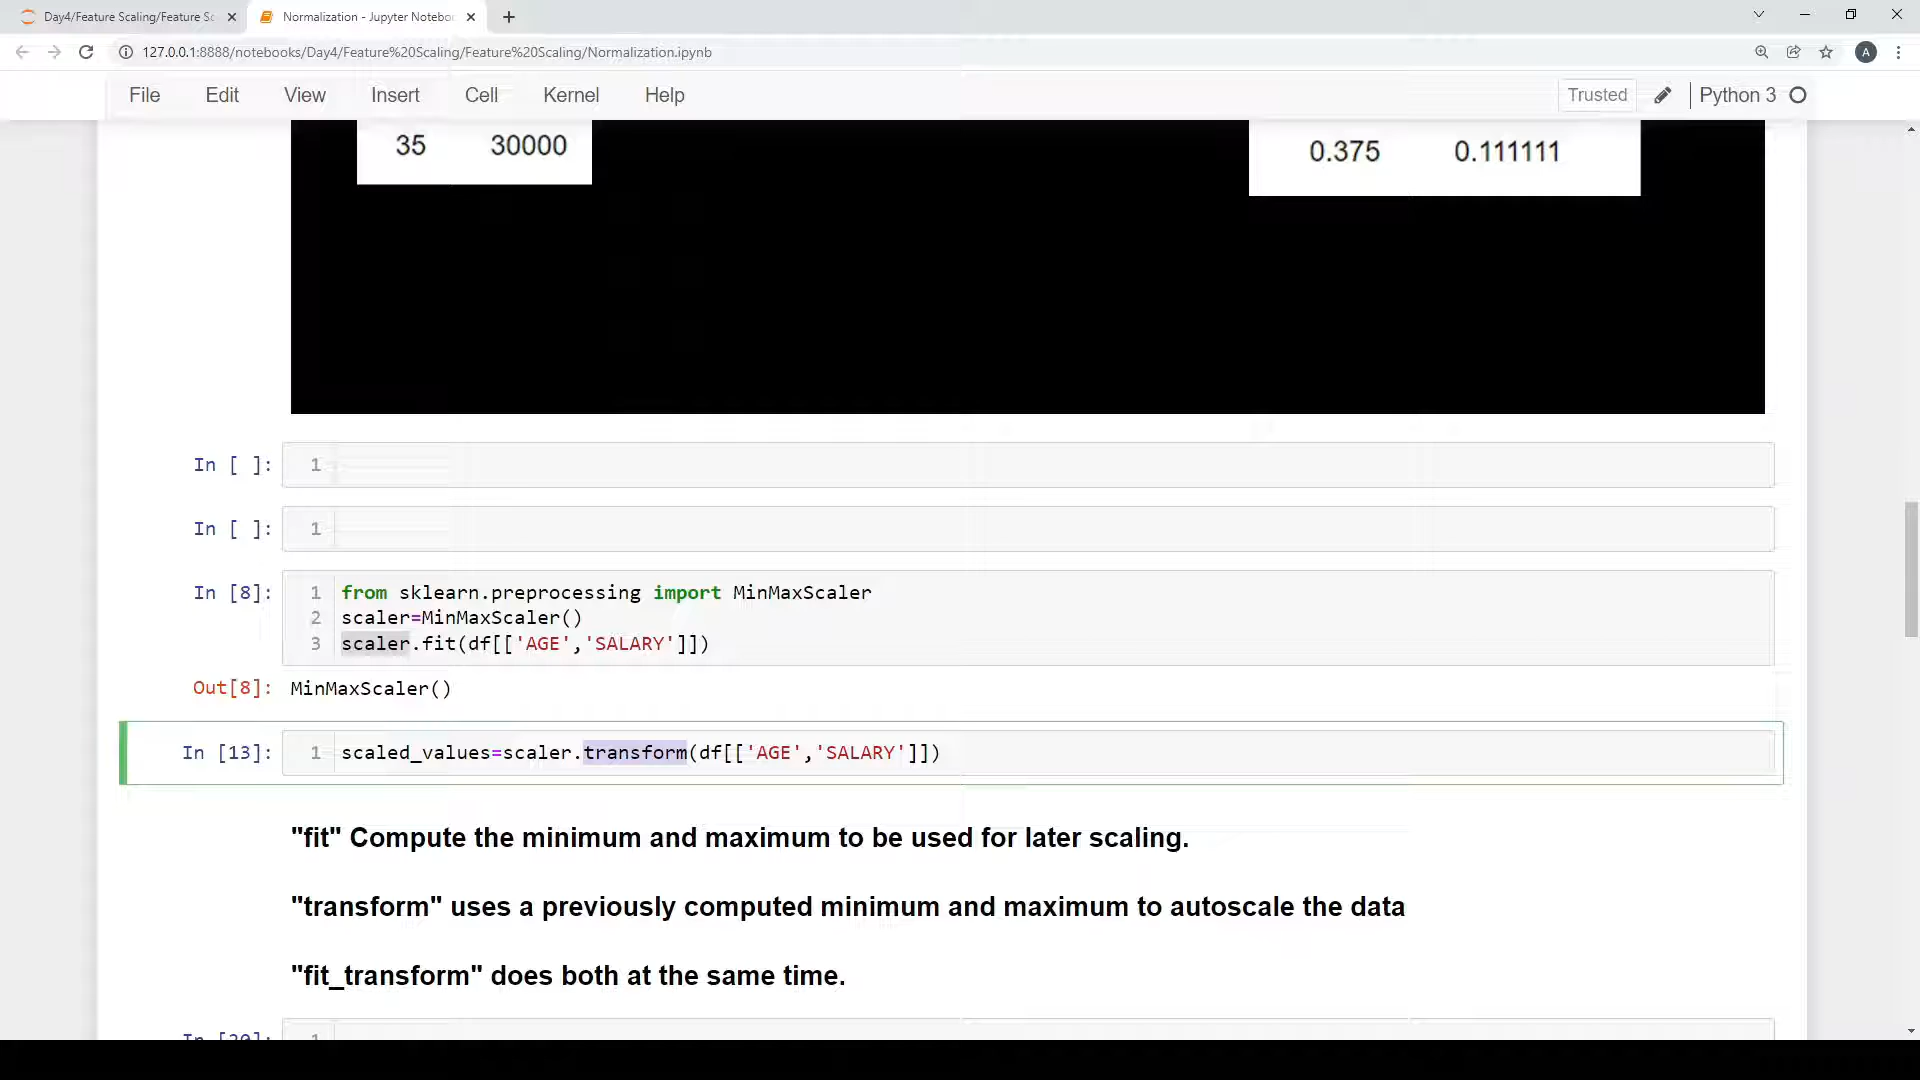 Day4/Feature Scaling/Feature Sc
Normalization - Jupyter Notebo
127.0.0.1:8888/notebooks/Day4/Feature%20Scaling/Feature%20Scaling/Normalization.ipynb
A
File Edit View Insert Cell Kernel Help Trusted Python 3
35 30000 0.375 0.111111
In [ ]: 1
In [ ]: 1
In [8]: 1 from sklearn.preprocessing import MinMaxScaler
2 scaler=MinMaxScaler()
3 scaler.fit(df[['AGE','SALARY']])
Out[8]: MinMaxScaler()
In [13]: 1 scaled_values=scaler.transform(df[['AGE','SALARY']])
"fit" Compute the minimum and maximum to be used for later scaling.
"transform" uses a previously computed minimum and maximum to autoscale the data
"fit_transform" does both at the same time.
In [20]: 1